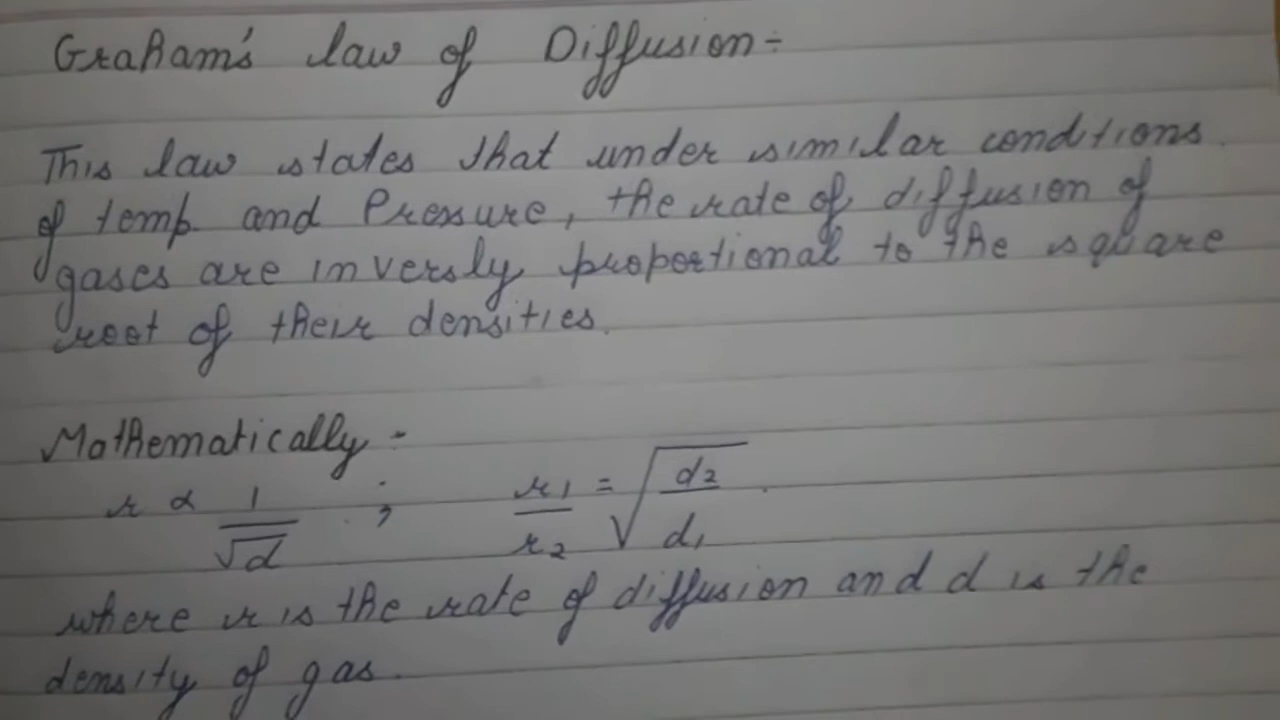 Graham's law of Diffusion:-
This law states that under similar conditions
of temp. and Pressure, the rate of diffusion of
gases are inversly proportional to the square
root of their densities.
Mathematically -
r ∝ 1/√d ; r1/r2 = √(d2/d1)
where r is the rate of diffusion and d is the
density of gas.